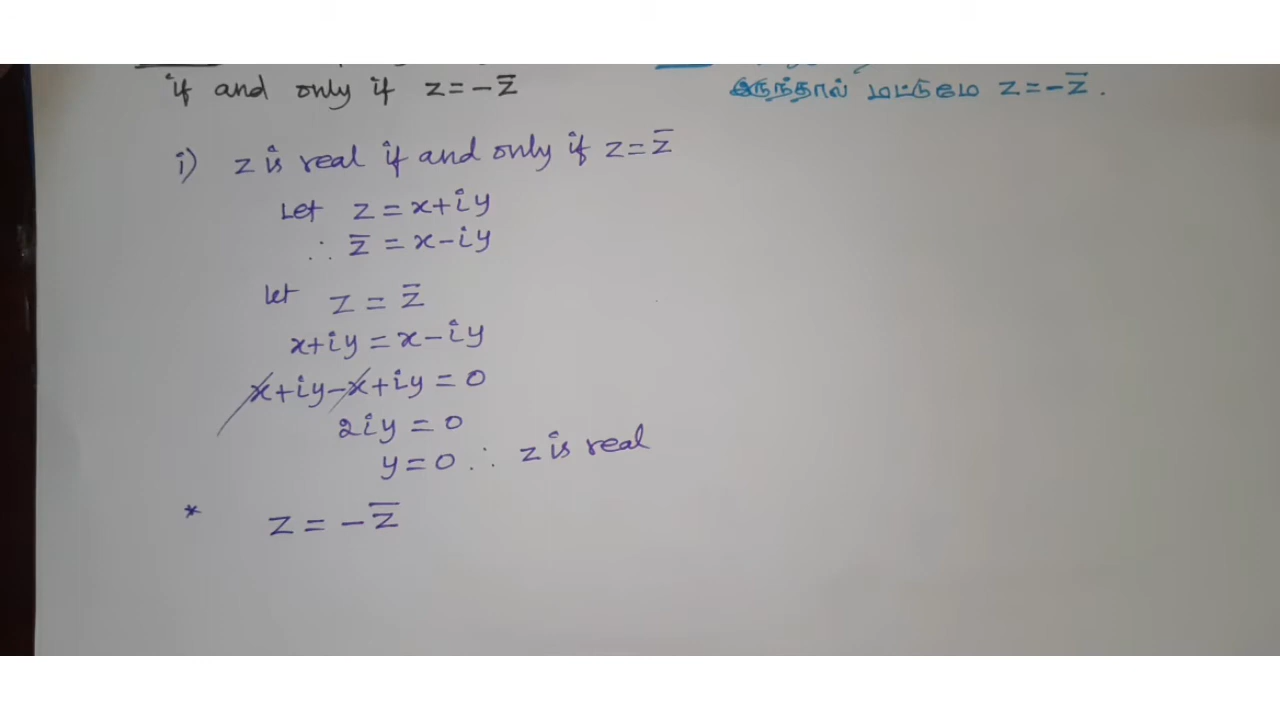 if and only if z = -z̅
இருந்தால் மட்டுமே z = -z̅ .
i) z is real if and only if z = z̅
Let z = x+iy
∴ z̅ = x-iy
Let z = z̅
x+iy = x-iy
x+iy-x+iy = 0
2iy = 0
y = 0 ∴ z is real
* z = -z̅